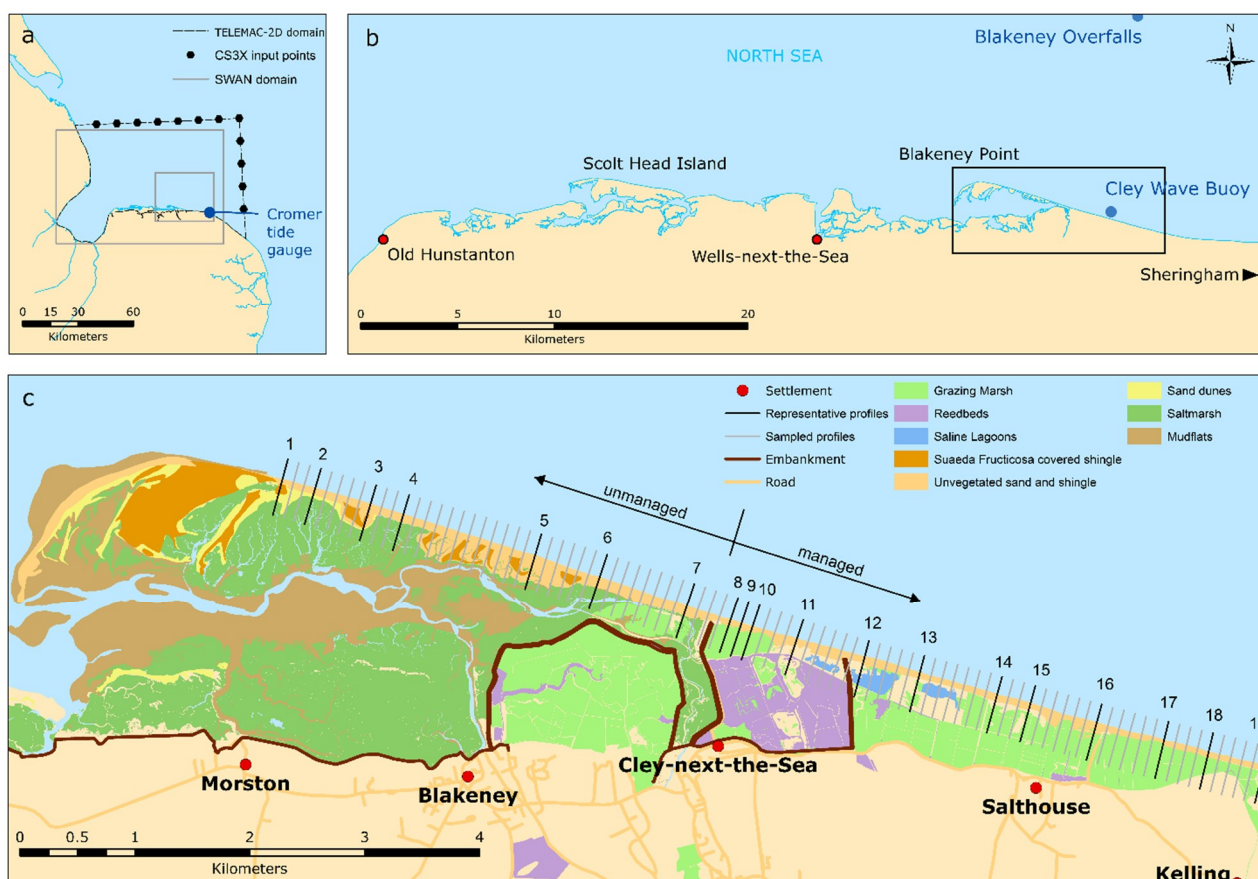 a
TELEMAC-2D domain
CS3X input points
SWAN domain
Cromer
tide
gauge
0 15 30 60
Kilometers
b
Blakeney Overfalls
N
NORTH SEA
Scolt Head Island
Blakeney Point
Cley Wave Buoy
Old Hunstanton
Wells-next-the-Sea
Sheringham
0 5 10 20
Kilometers
c
Settlement
Representative profiles
Sampled profiles
Embankment
Road
Grazing Marsh
Reedbeds
Saline Lagoons
Suaeda Fructicosa covered shingle
Unvegetated sand and shingle
Sand dunes
Saltmarsh
Mudflats
1
2
3
4
5
6
7
8
9
10
11
12
13
14
15
16
17
18
1
unmanaged
managed
Morston
Blakeney
Cley-next-the-Sea
Salthouse
Kelling
0 0.5 1 2 3 4
Kilometers